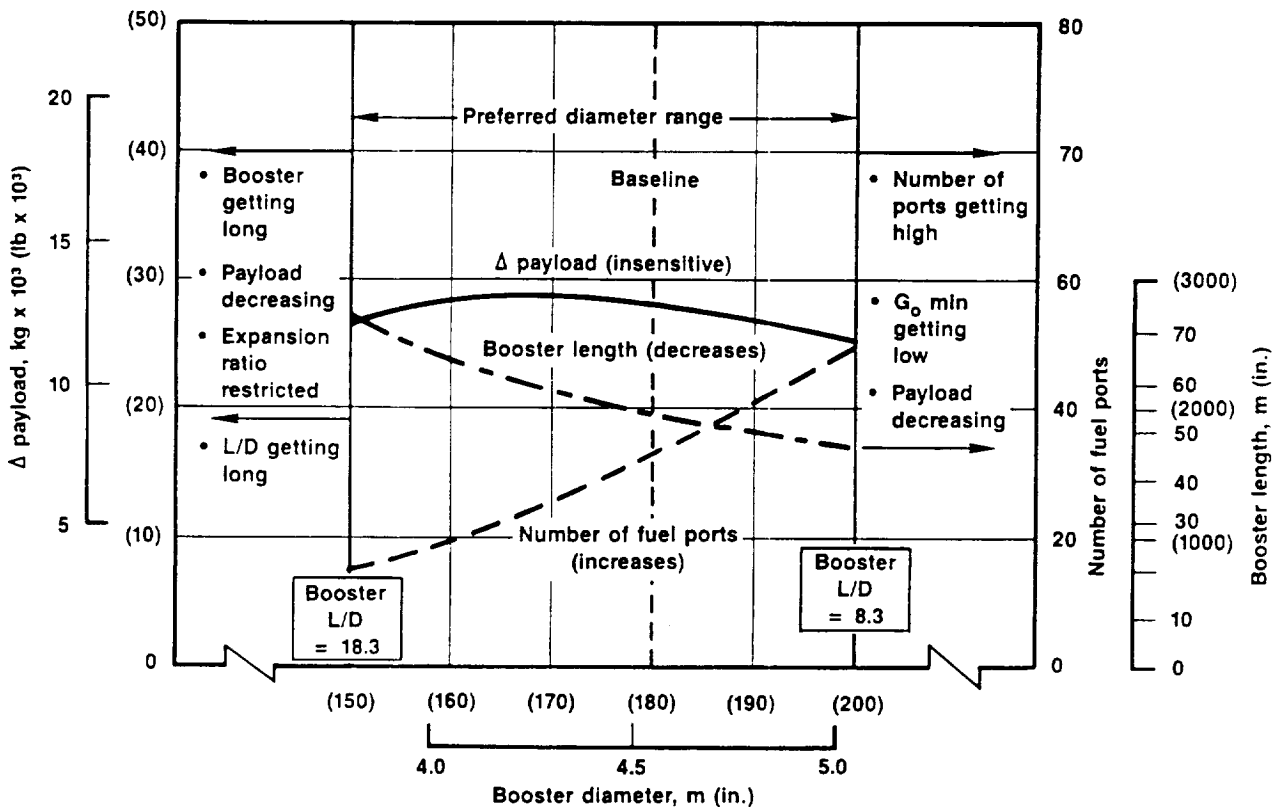 Δ payload, kg x 10³ (lb x 10³)
20
15
10
5
(50)
(40)
(30)
(20)
(10)
0
Preferred diameter range
Baseline
• Booster
getting
long
• Payload
decreasing
• Expansion
ratio
restricted
• L/D getting
long
Δ payload (insensitive)
Booster length (decreases)
Number of fuel ports
(increases)
• Number of
ports getting
high
• G₀ min
getting
low
• Payload
decreasing
Booster
L/D
= 18.3
Booster
L/D
= 8.3
80
70
60
40
20
0
Number of fuel ports
(3000)
70
60
(2000)
50
40
30
(1000)
10
0
Booster length, m (in.)
(150)
(160)
(170)
(180)
(190)
(200)
4.0
4.5
5.0
Booster diameter, m (in.)